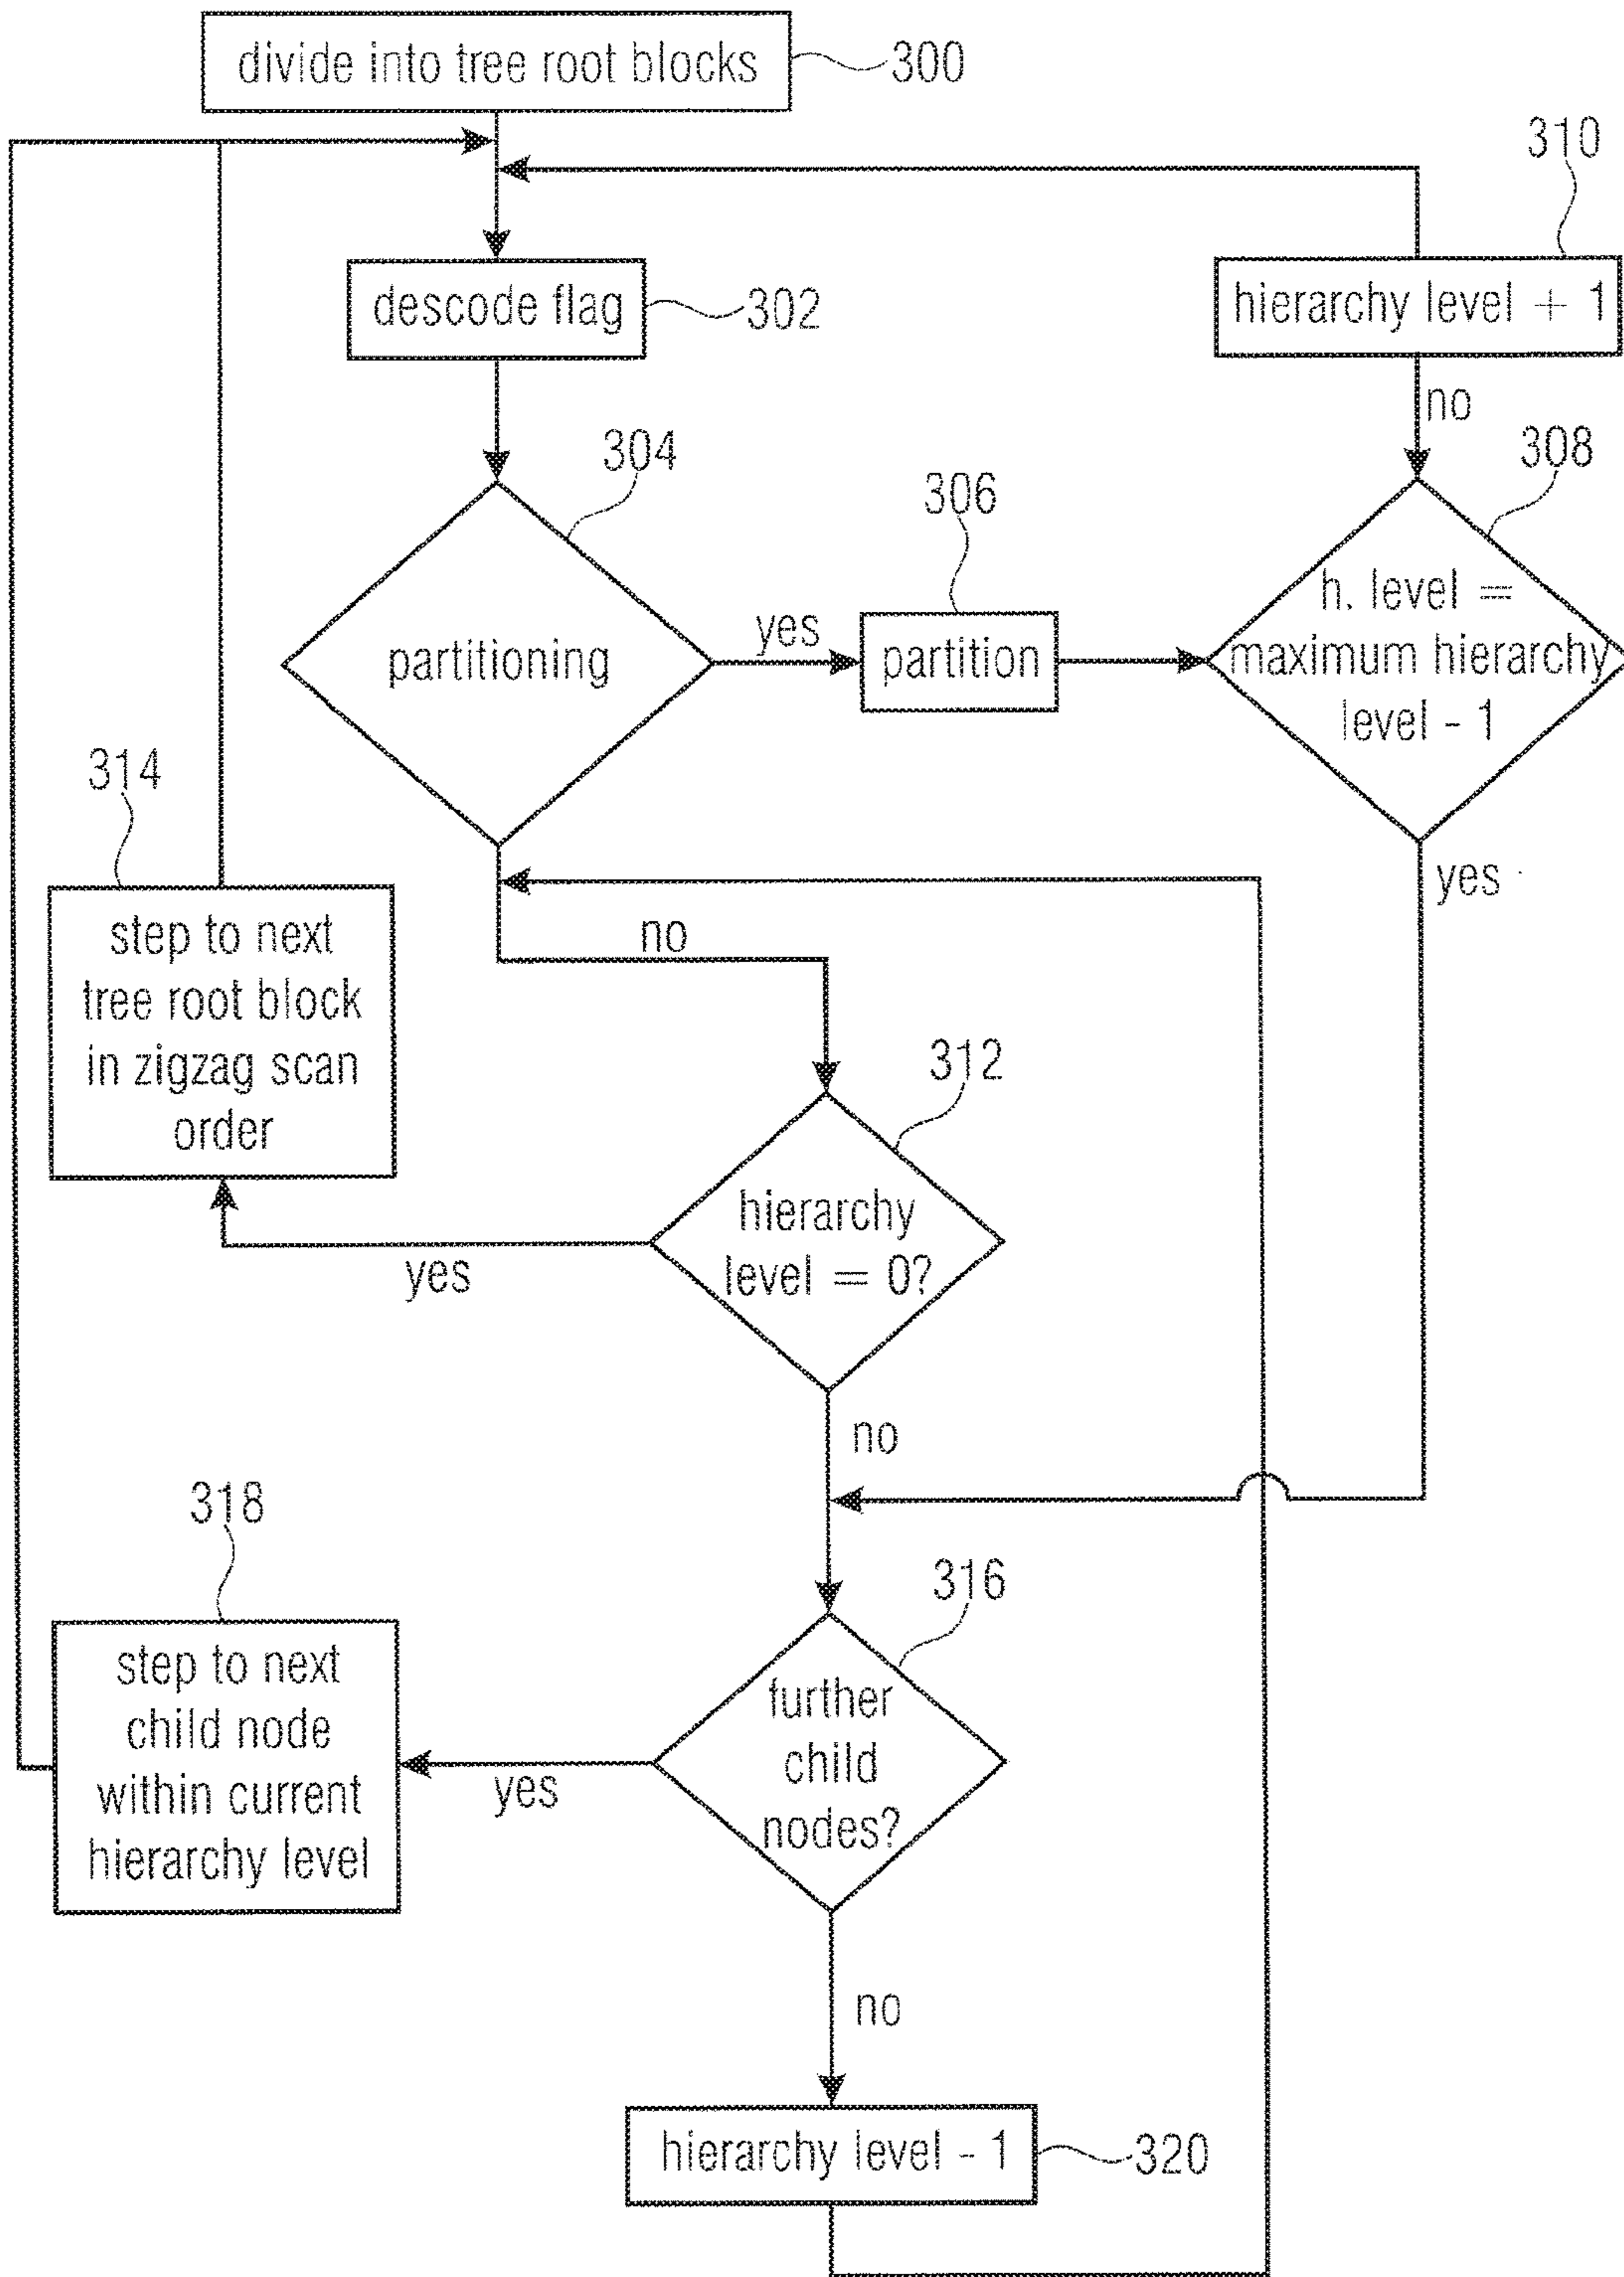 divide into tree root blocks
300
310
descode flag
302
hierarchy level + 1
no
304
308
306
partitioning
yes
partition
h. level =
maximum hierarchy
level - 1
314
yes
step to next
tree root block
in zigzag scan
order
no
312
hierarchy
level = 0?
yes
no
318
316
step to next
child node
within current
hierarchy level
further
child
nodes?
yes
no
hierarchy level - 1
320